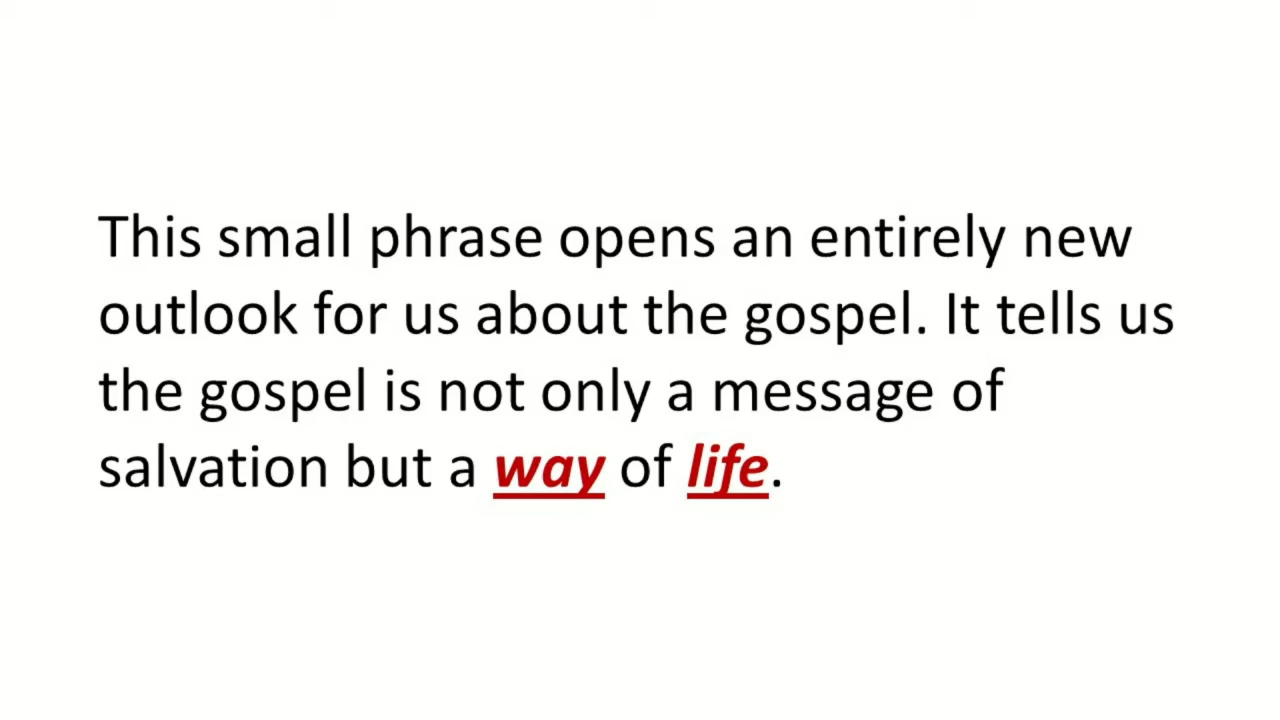 This small phrase opens an entirely new
outlook for us about the gospel. It tells us
the gospel is not only a message of
salvation but a way of life.